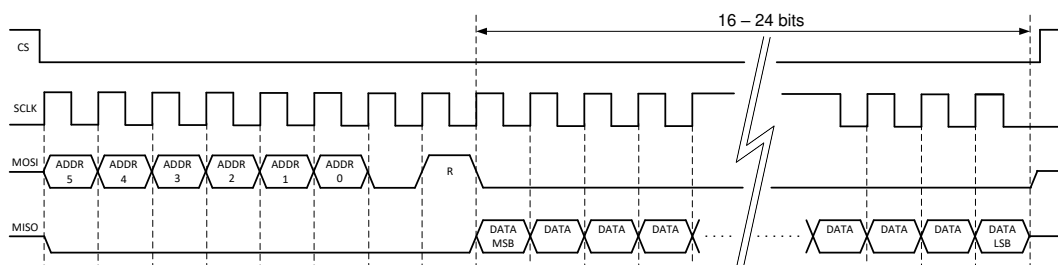 16 – 24 bits
CS
SCLK
MOSI
ADDR 5
ADDR 4
ADDR 3
ADDR 2
ADDR 1
ADDR 0
R
MISO
DATA MSB
DATA
DATA
DATA
DATA
DATA
DATA
DATA LSB